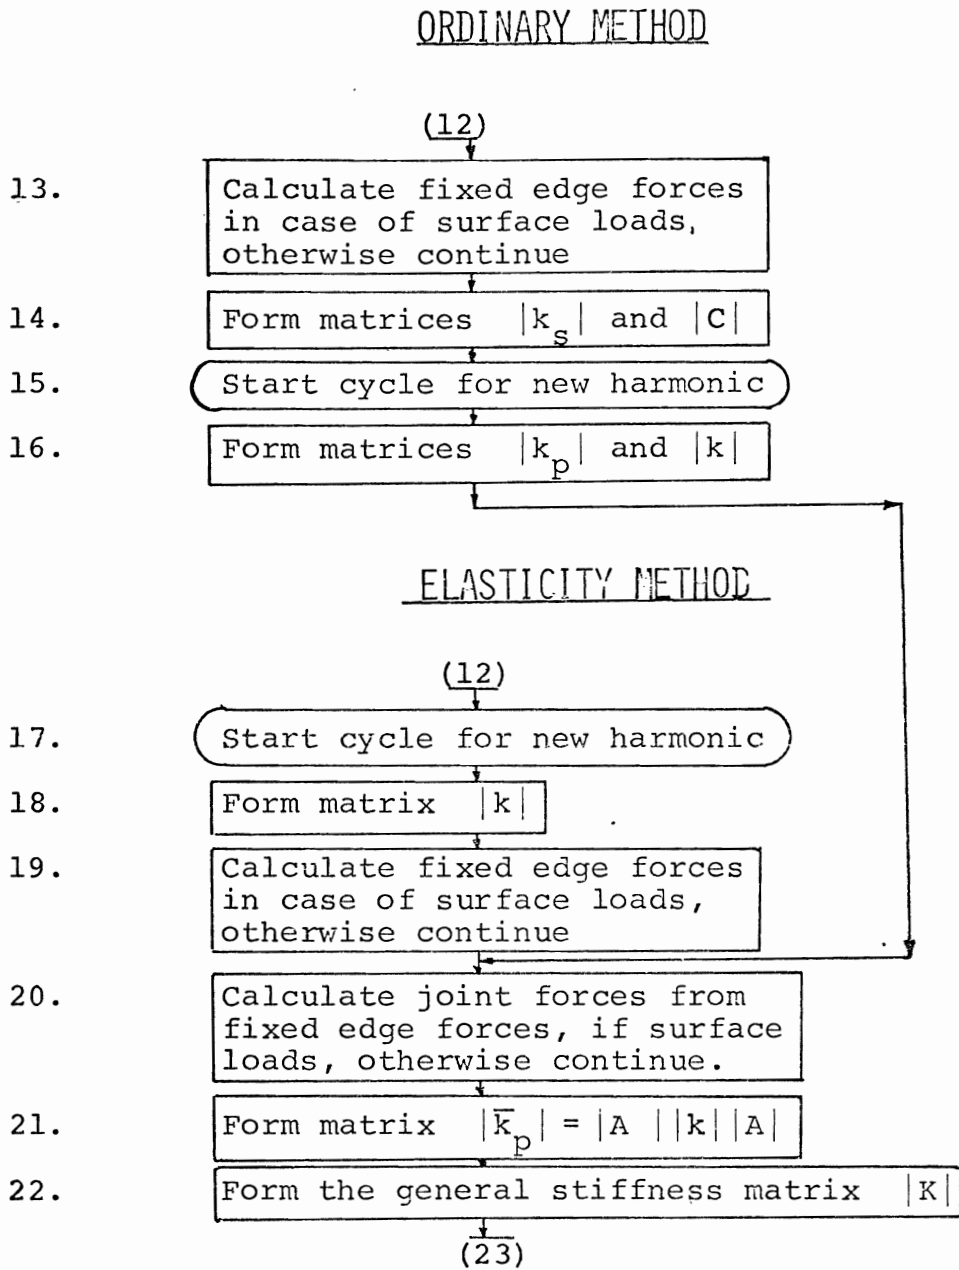 ORDINARY METHOD
(12)
13. Calculate fixed edge forces
in case of surface loads,
otherwise continue
14. Form matrices |k_s| and |C|
15. Start cycle for new harmonic
16. Form matrices |k_p| and |k|
ELASTICITY METHOD
(12)
17. Start cycle for new harmonic
18. Form matrix |k|
19. Calculate fixed edge forces
in case of surface loads,
otherwise continue
20. Calculate joint forces from
fixed edge forces, if surface
loads, otherwise continue.
21. Form matrix |k̅_p| = |A ||k||A|
22. Form the general stiffness matrix |K|
(23)